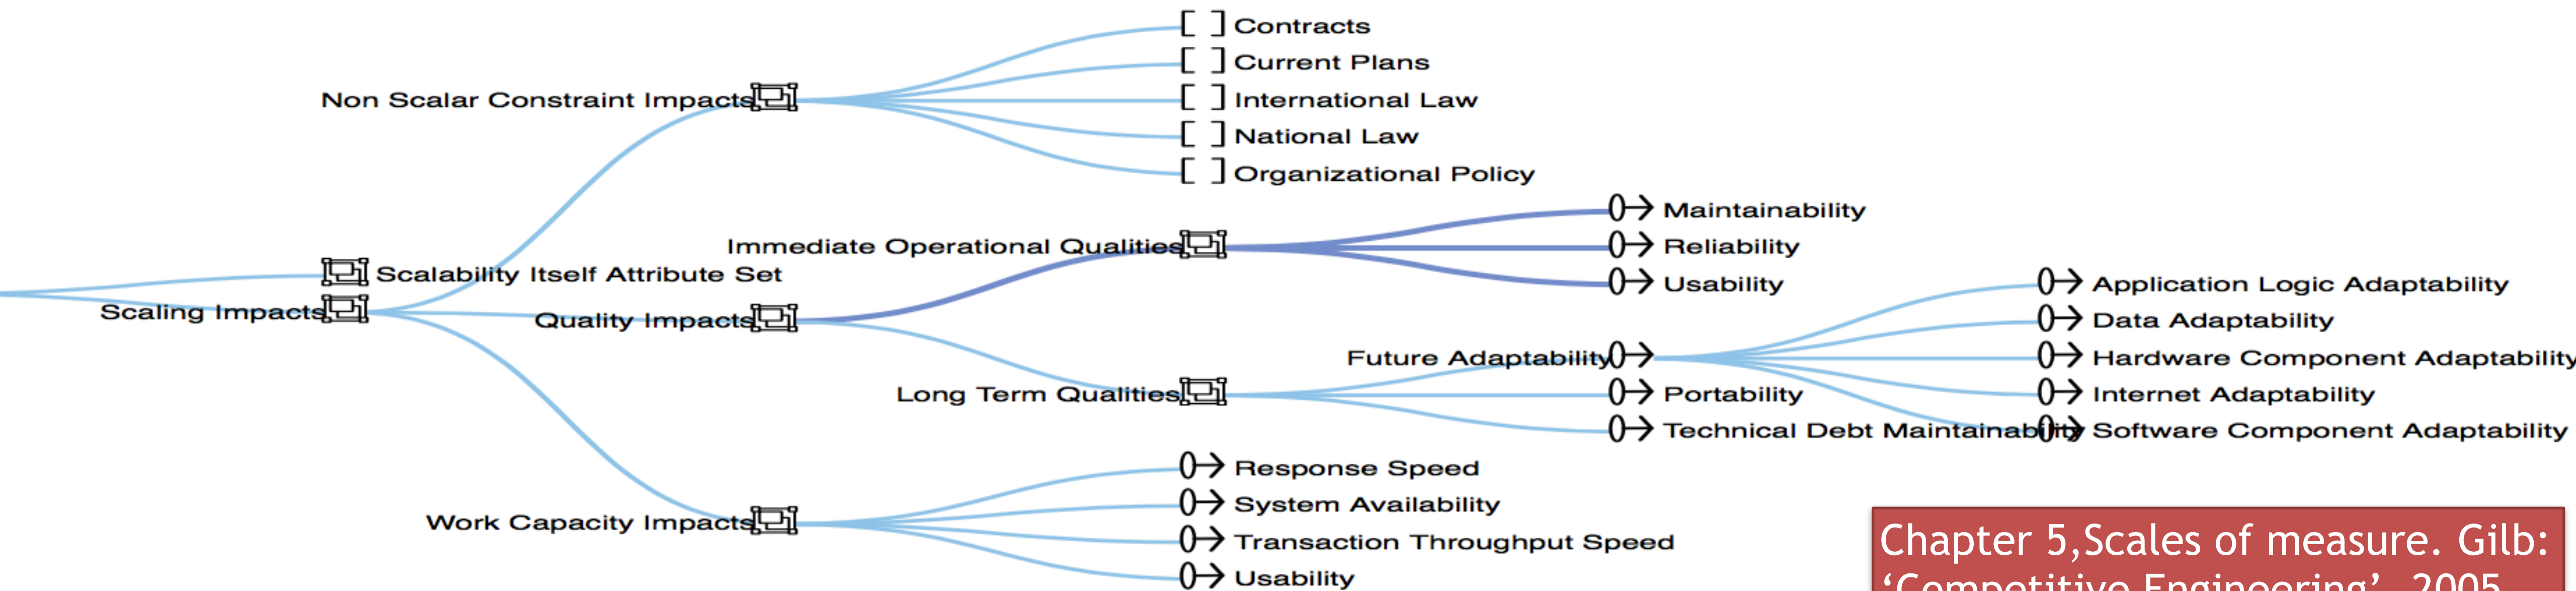 Contracts
Current Plans
Non Scalar Constraint Impacts
International Law
National Law
Organizational Policy
Maintainability
Immediate Operational Qualities
Reliability
Scalability Itself Attribute Set
Usability
Application Logic Adaptability
Scaling Impacts
Quality Impacts
Data Adaptability
Future Adaptability
Hardware Component Adaptability
Long Term Qualities
Portability
Internet Adaptability
Technical Debt Maintainability
Software Component Adaptability
Response Speed
System Availability
Work Capacity Impacts
Transaction Throughput Speed
Usability
Chapter 5,Scales of measure. Gilb:
‘Competitive Engineering’, 2005